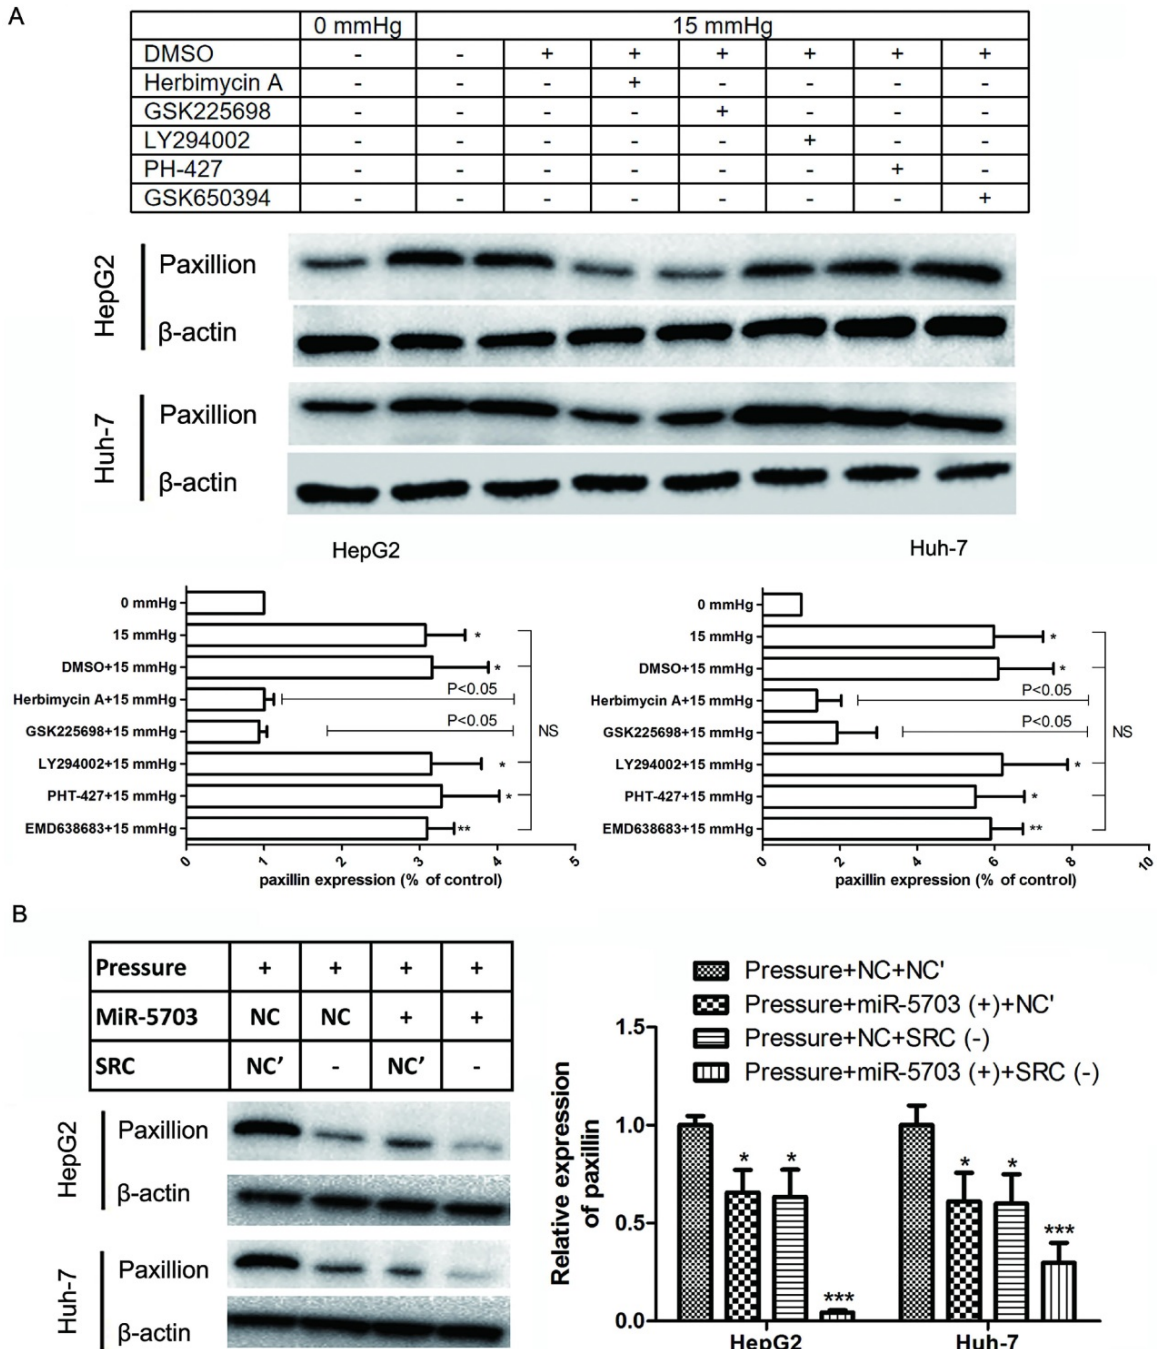 A
0 mmHg 15 mmHg
DMSO - - + + + + + +
Herbimycin A - - - + - - - -
GSK225698 - - - - + - - -
LY294002 - - - - - + - -
PH-427 - - - - - - + -
GSK650394 - - - - - - - +
HepG2
Paxillion
β-actin
Huh-7
Paxillion
β-actin
HepG2
0 mmHg
15 mmHg *
DMSO+15 mmHg *
Herbimycin A+15 mmHg P<0.05
GSK225698+15 mmHg P<0.05
NS
LY294002+15 mmHg *
PHT-427+15 mmHg *
EMD638683+15 mmHg **
0 1 2 3 4 5
paxillin expression (% of control)
Huh-7
0 mmHg
15 mmHg *
DMSO+15 mmHg *
Herbimycin A+15 mmHg P<0.05
GSK225698+15 mmHg P<0.05
NS
LY294002+15 mmHg *
PHT-427+15 mmHg *
EMD638683+15 mmHg **
0 2 4 6 8 10
paxillin expression (% of control)
B
Pressure + + + +
MiR-5703 NC NC + +
SRC NC' - NC' -
HepG2
Paxillion
β-actin
Huh-7
Paxillion
β-actin
Pressure+NC+NC'
Pressure+miR-5703 (+)+NC'
Pressure+NC+SRC (-)
Pressure+miR-5703 (+)+SRC (-)
Relative expression
of paxillin
1.5
1.0
0.5
0.0
* * ***
* * ***
HepG2 Huh-7